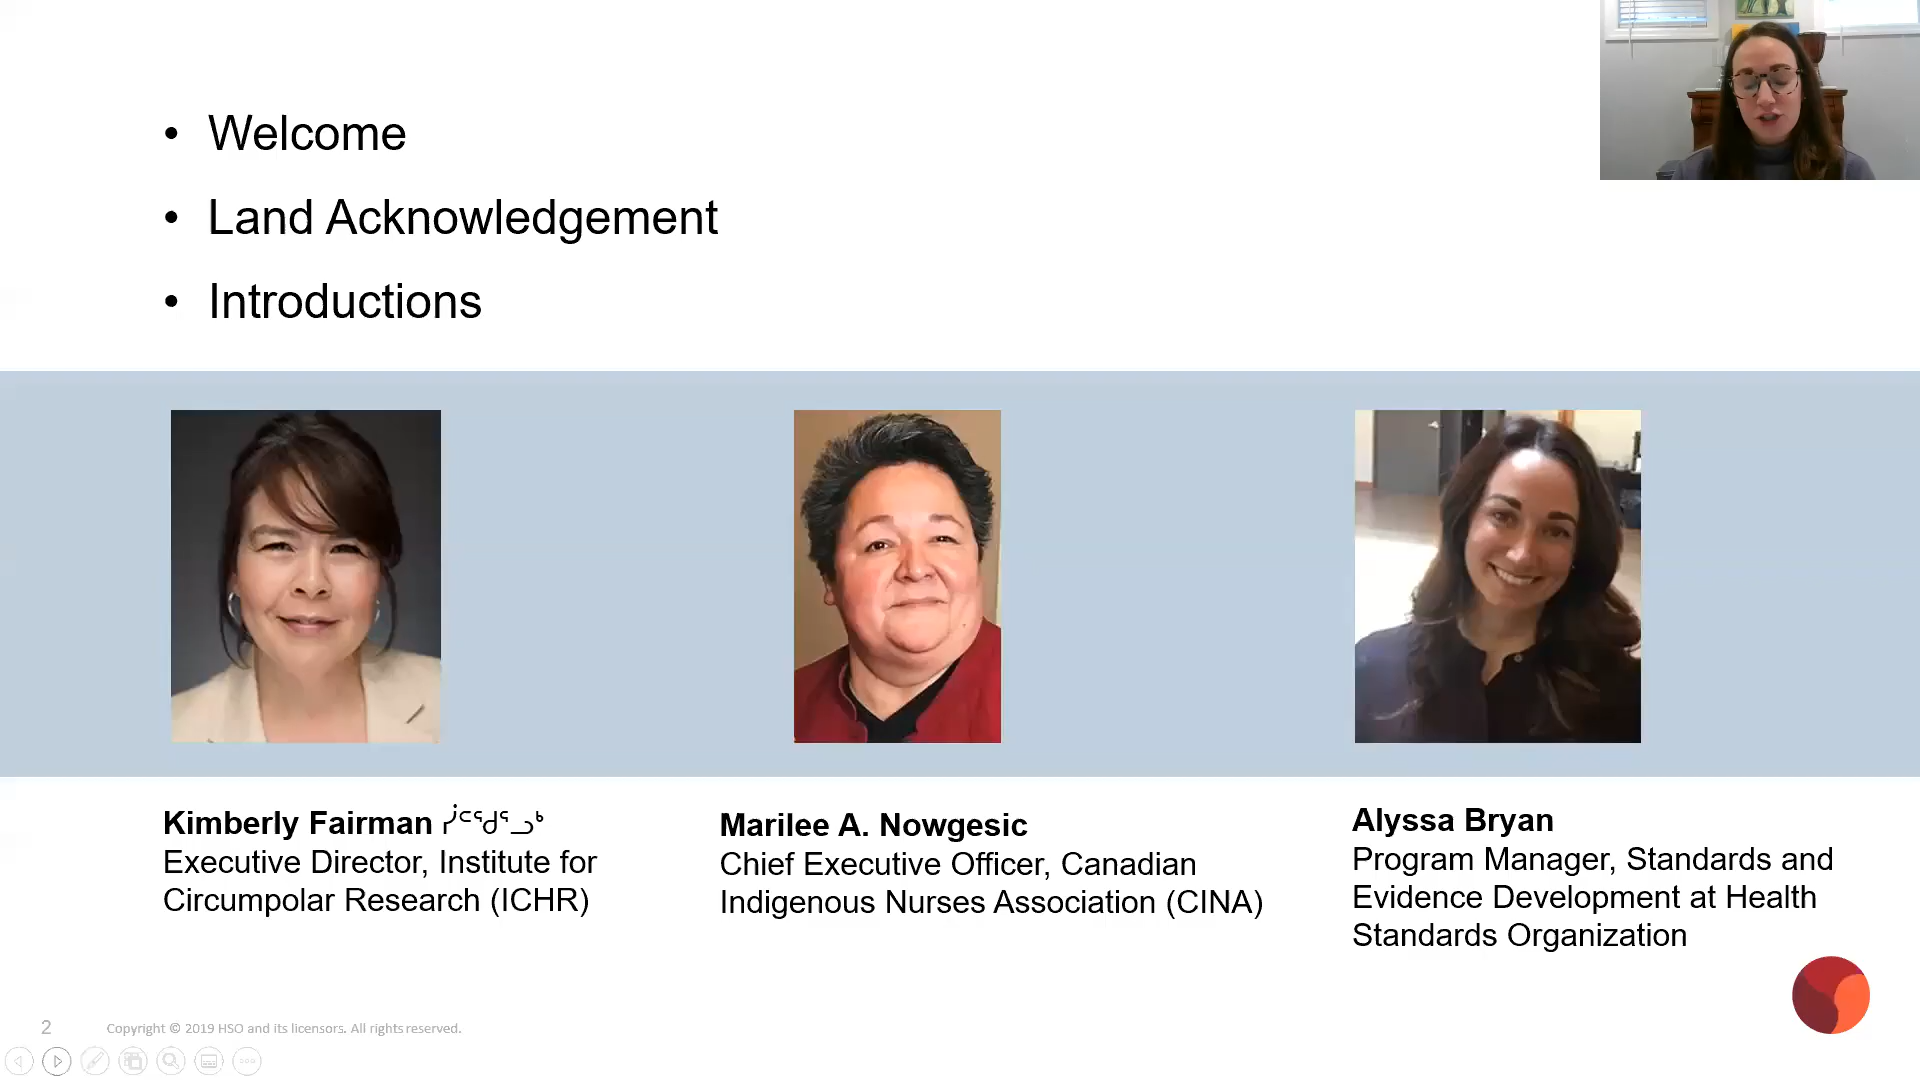 • Welcome
• Land Acknowledgement
• Introductions
Kimberly Fairman ᓰᑦᕐᑯᕐᓗᒃ
Executive Director, Institute for
Circumpolar Research (ICHR)
Marilee A. Nowgesic
Chief Executive Officer, Canadian
Indigenous Nurses Association (CINA)
Alyssa Bryan
Program Manager, Standards and
Evidence Development at Health
Standards Organization
2
Copyright © 2019 HSO and its licensors. All rights reserved.